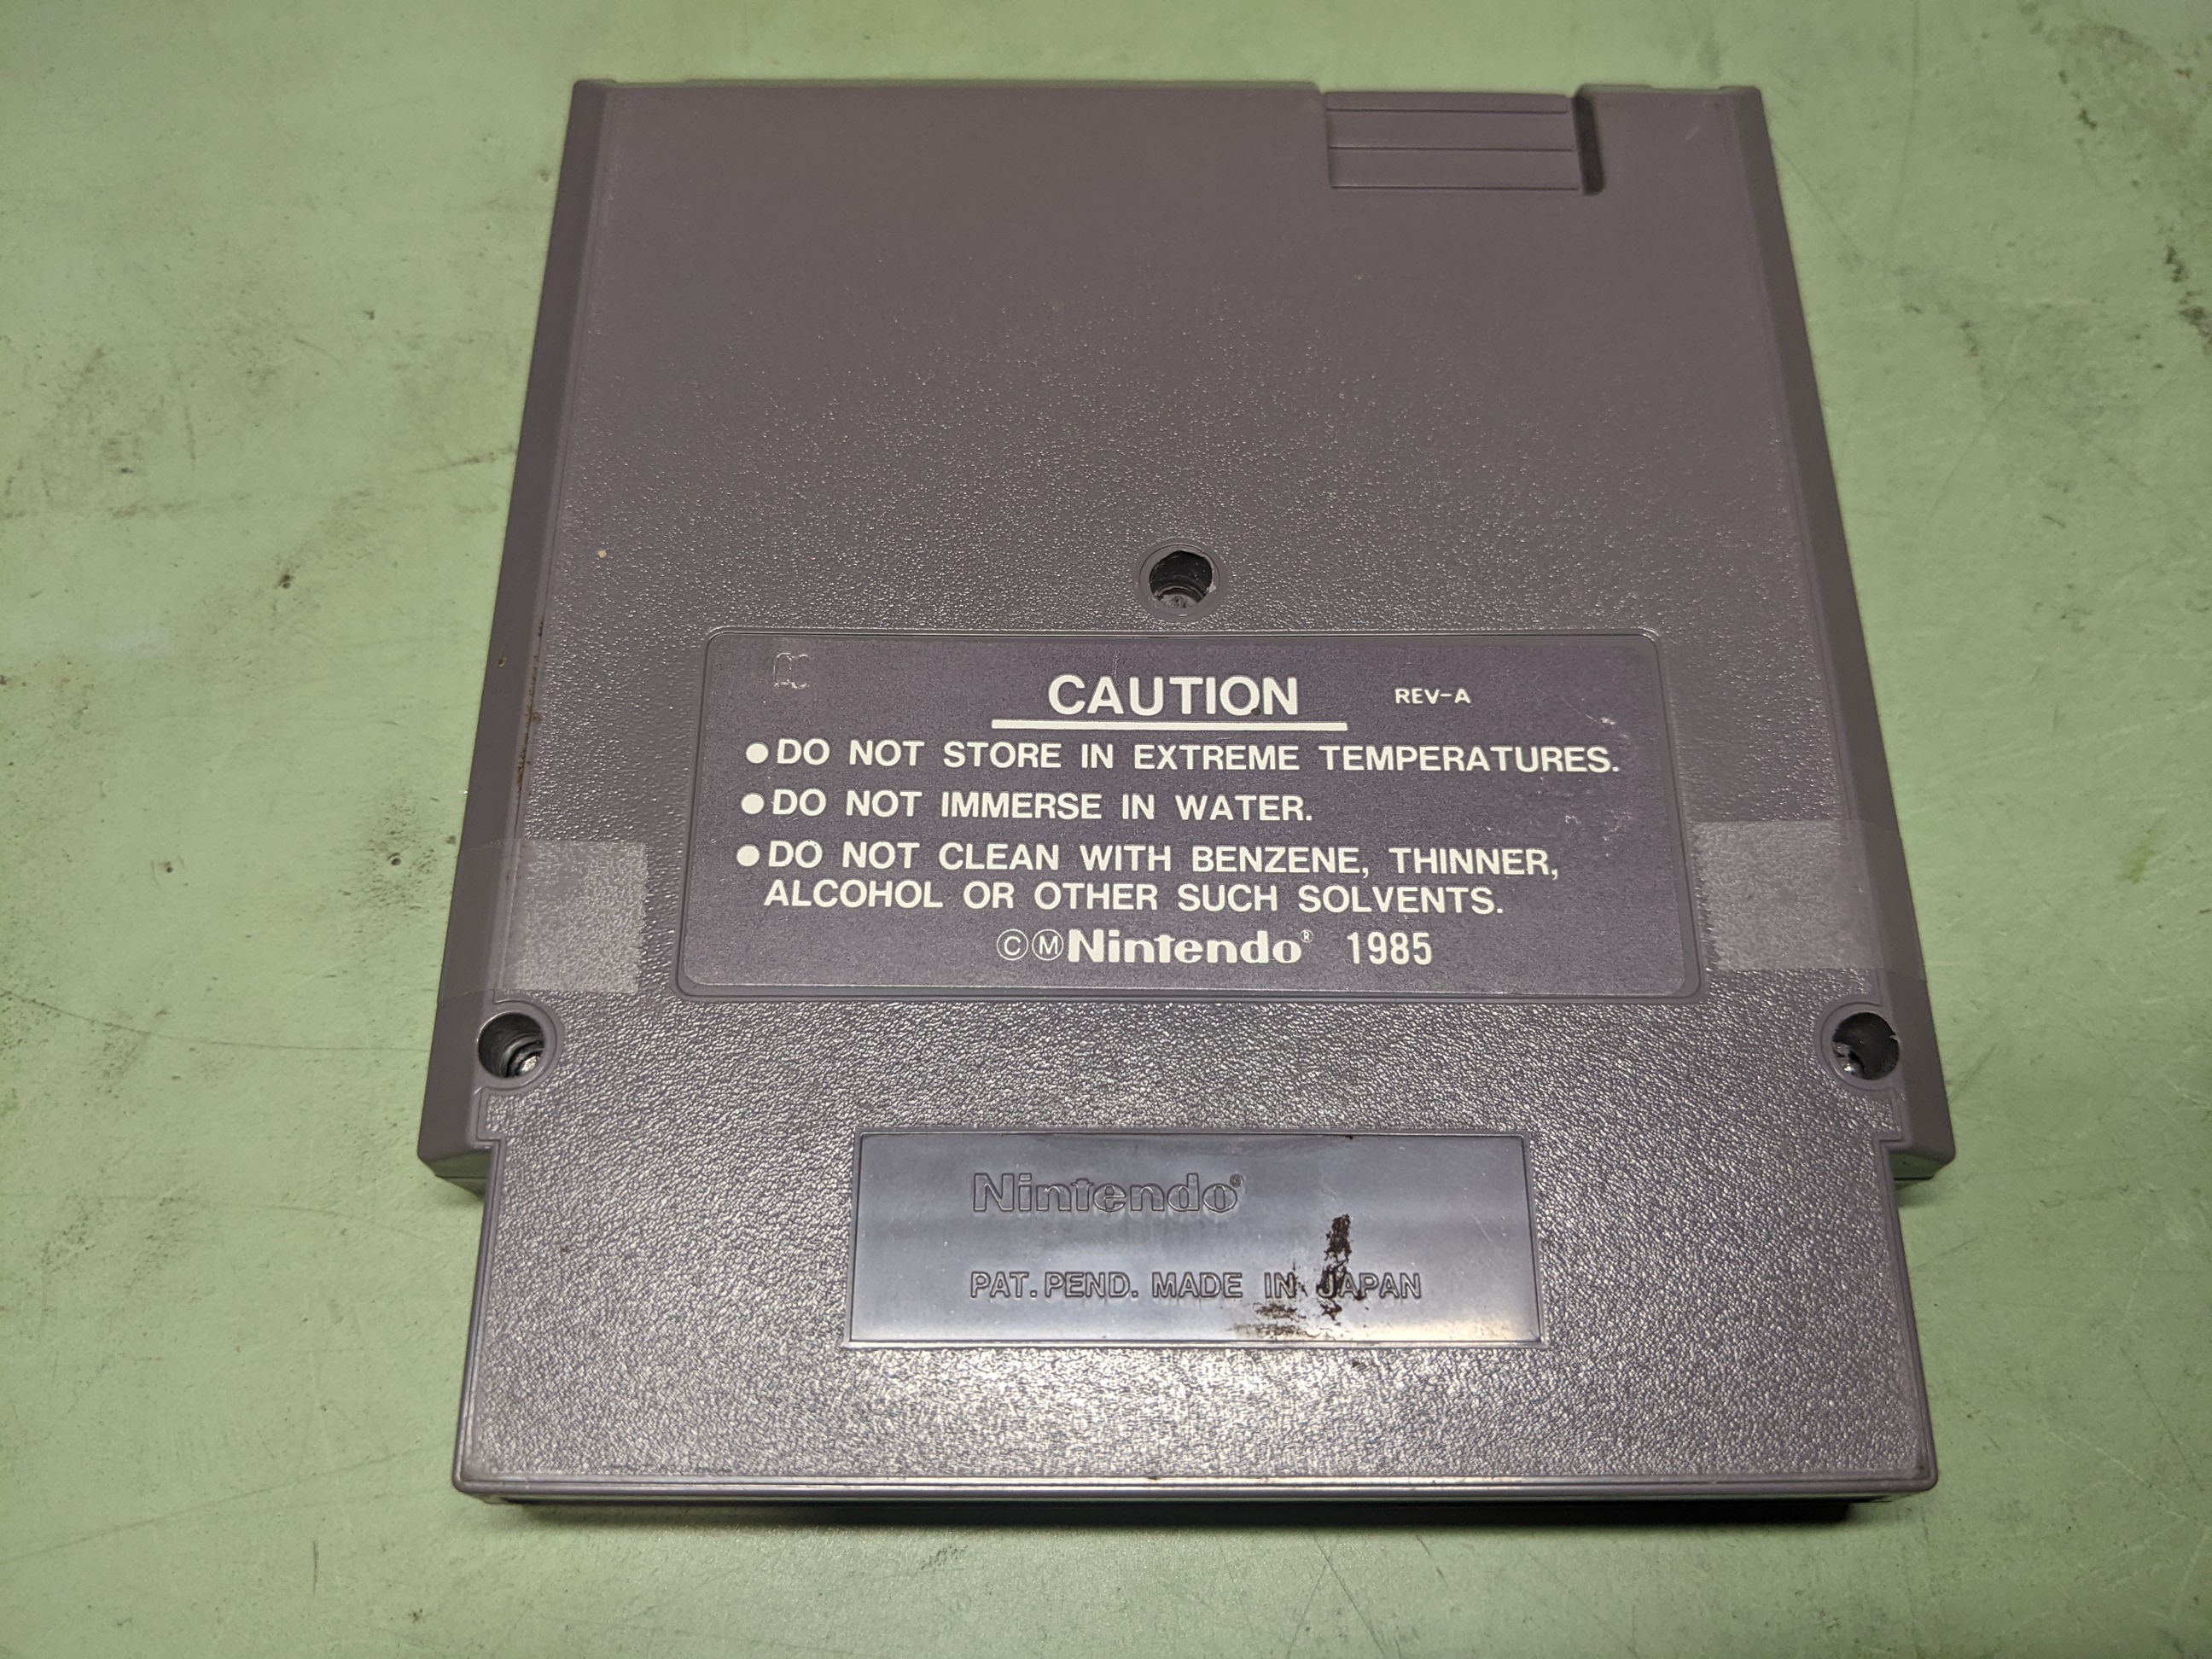 CAUTION REV-A
●DO NOT STORE IN EXTREME TEMPERATURES.
●DO NOT IMMERSE IN WATER.
●DO NOT CLEAN WITH BENZENE, THINNER,
ALCOHOL OR OTHER SUCH SOLVENTS.
ⒸⓂNintendo® 1985
Nintendo®
PAT. PEND. MADE IN JAPAN